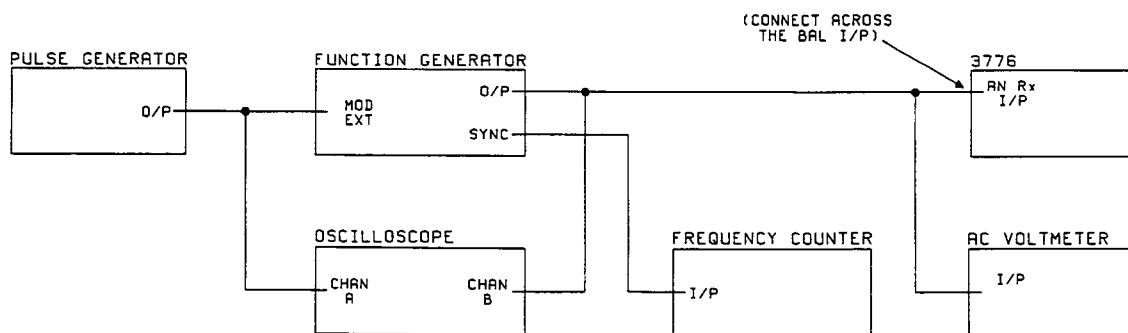 (CONNECT ACROSS
THE BAL I/P)
PULSE GENERATOR
O/P
FUNCTION GENERATOR
MOD
EXT
O/P
SYNC
3776
AN Rx
I/P
OSCILLOSCOPE
CHAN
A
CHAN
B
FREQUENCY COUNTER
I/P
AC VOLTMETER
I/P